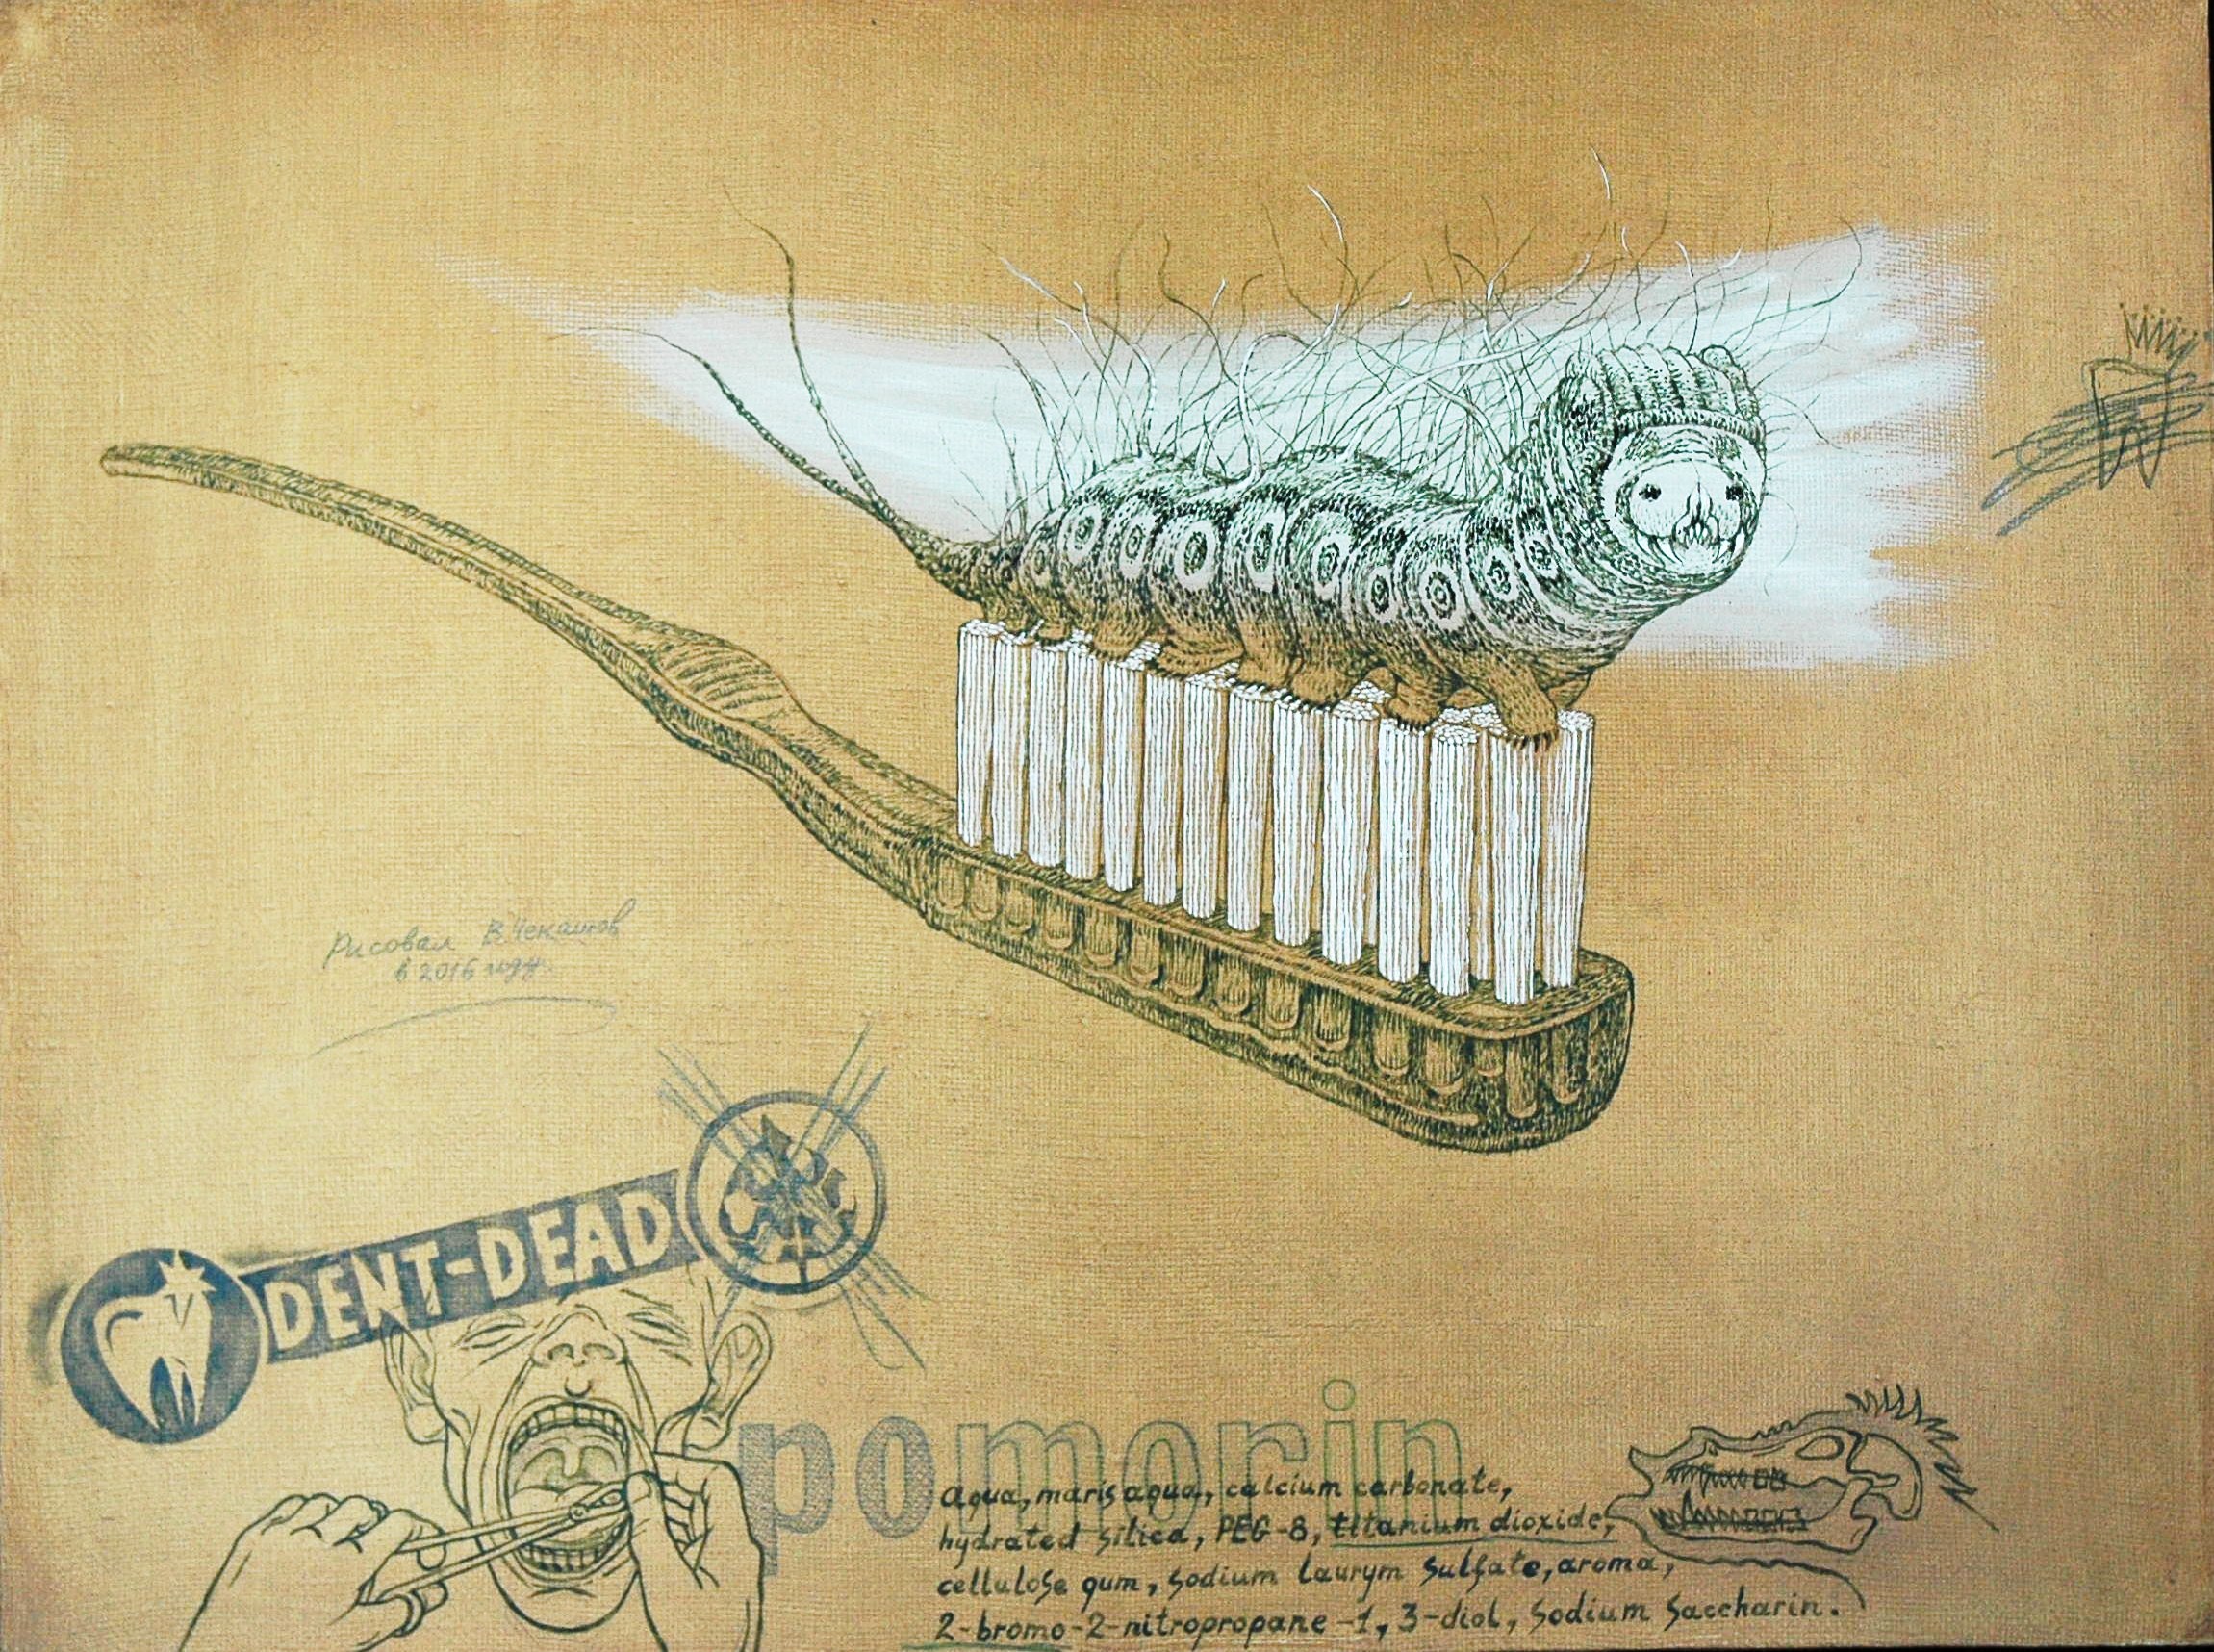 Рисовал В. Чекашов
в 2016 году.
DENT-DEAD
pomorin
aqua, maris aqua, calcium carbonate,
hydrated silica, PEG-8, titanium dioxide,
cellulose gum, sodium laurym sulfate, aroma,
2-bromo-2-nitropropane-1,3-diol, sodium saccharin.